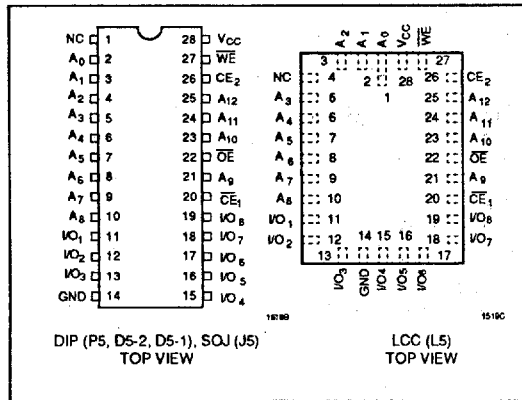 NC 1 28 VCC
A0 2 27 WE
A1 3 26 CE2
A2 4 25 A12
A3 5 24 A11
A4 6 23 A10
A5 7 22 OE
A6 8 21 A9
A7 9 20 CE1
A8 10 19 I/O8
I/O1 11 18 I/O7
I/O2 12 17 I/O6
I/O3 13 16 I/O5
GND 14 15 I/O4
DIP (P5, D5-2, D5-1), SOJ (J5)
TOP VIEW
A2 A1 A0 VCC WE
3 27
NC 4 2 28 26 CE2
A3 5 1 25 A12
A4 6 24 A11
A5 7 23 A10
A6 8 22 OE
A7 9 21 A9
A8 10 20 CE1
I/O1 11 19 I/O8
I/O2 12 14 15 16 18 I/O7
13 17
I/O3 GND I/O4 I/O5 I/O6
1519C
LCC (L5)
TOP VIEW